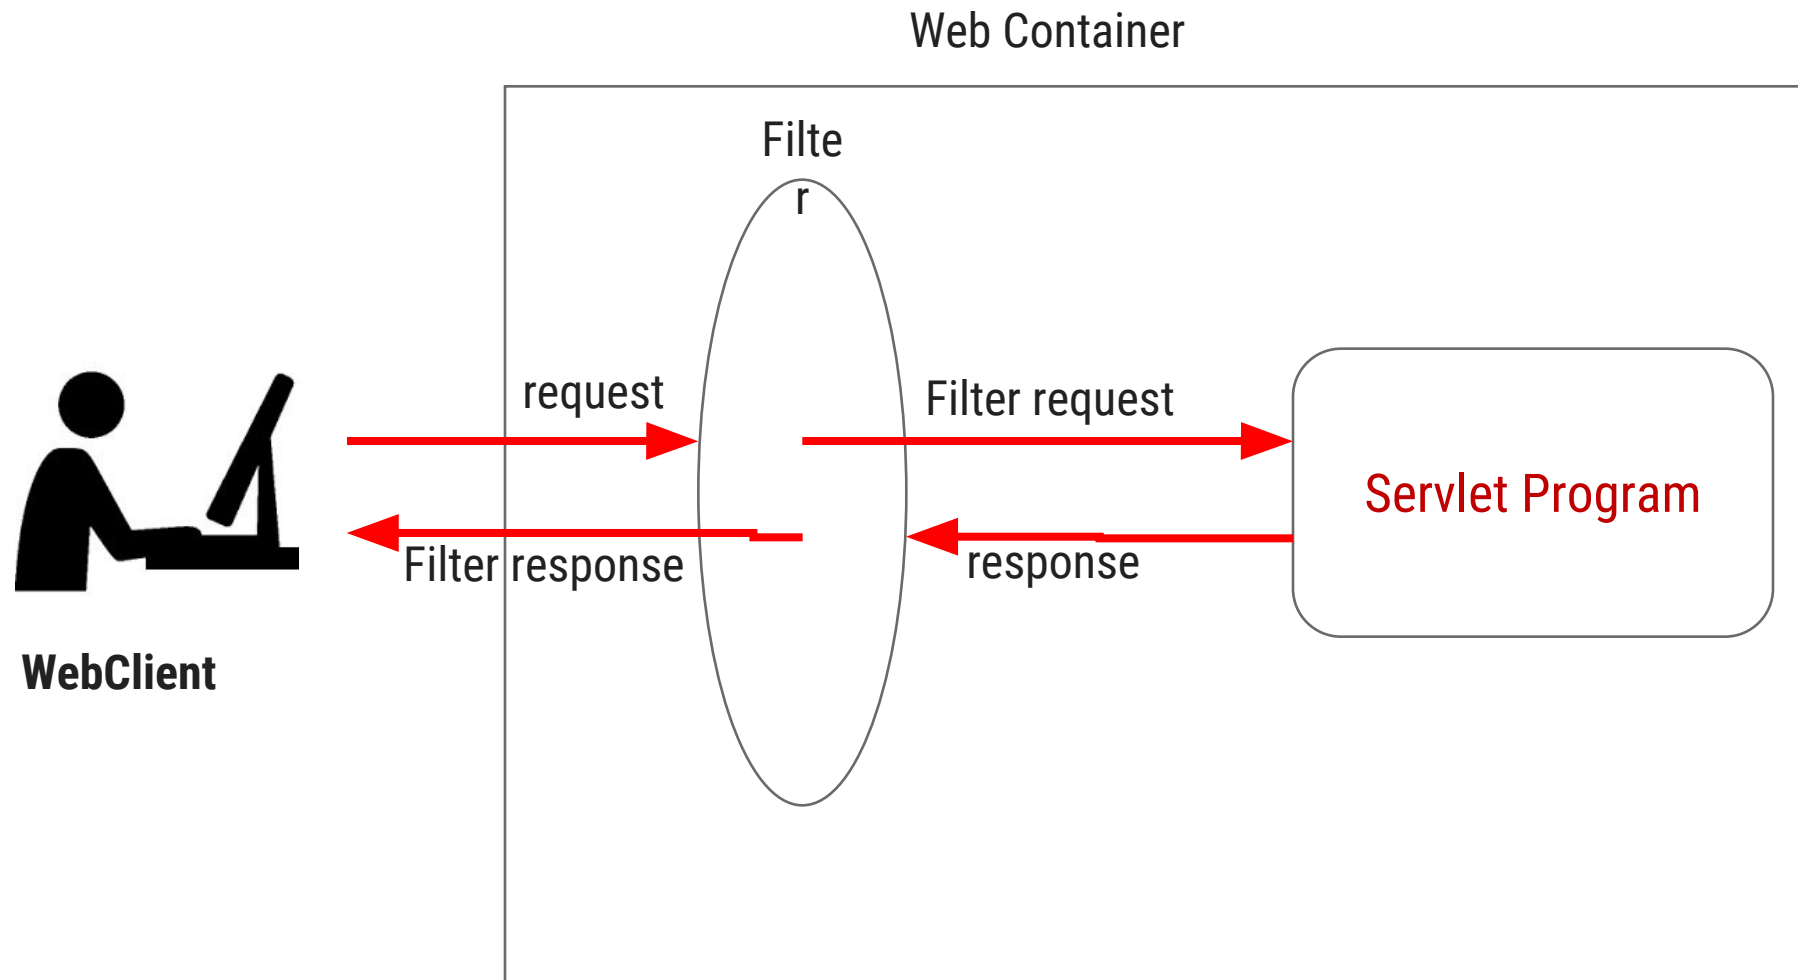 Web Container
Filte
r
request
Filter request
Servlet Program
Filter response
response
WebClient